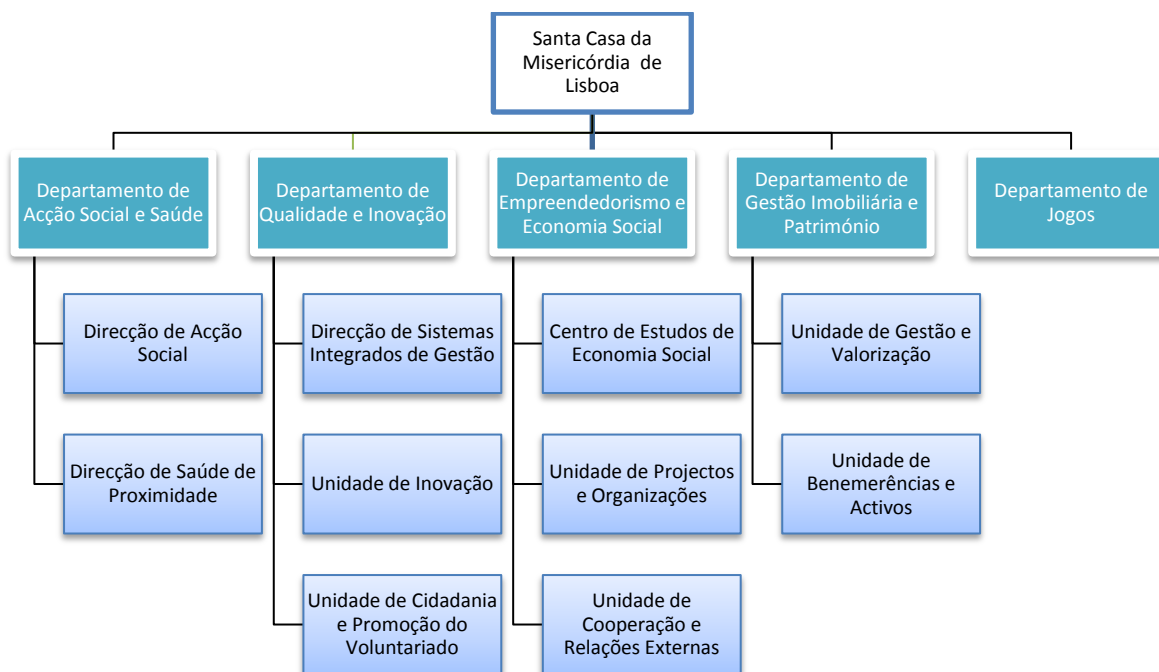 Santa Casa da
Misericórdia de
Lisboa
Departamento de
Acção Social e Saúde
Departamento de
Qualidade e Inovação
Departamento de
Empreendedorismo e
Economia Social
Departamento de
Gestão Imobiliária e
Património
Departamento de
Jogos
Direcção de Acção
Social
Direcção de Sistemas
Integrados de Gestão
Centro de Estudos de
Economia Social
Unidade de Gestão e
Valorização
Direcção de Saúde de
Proximidade
Unidade de Inovação
Unidade de Projectos
e Organizações
Unidade de
Benemerências e
Activos
Unidade de Cidadania
e Promoção do
Voluntariado
Unidade de
Cooperação e
Relações Externas